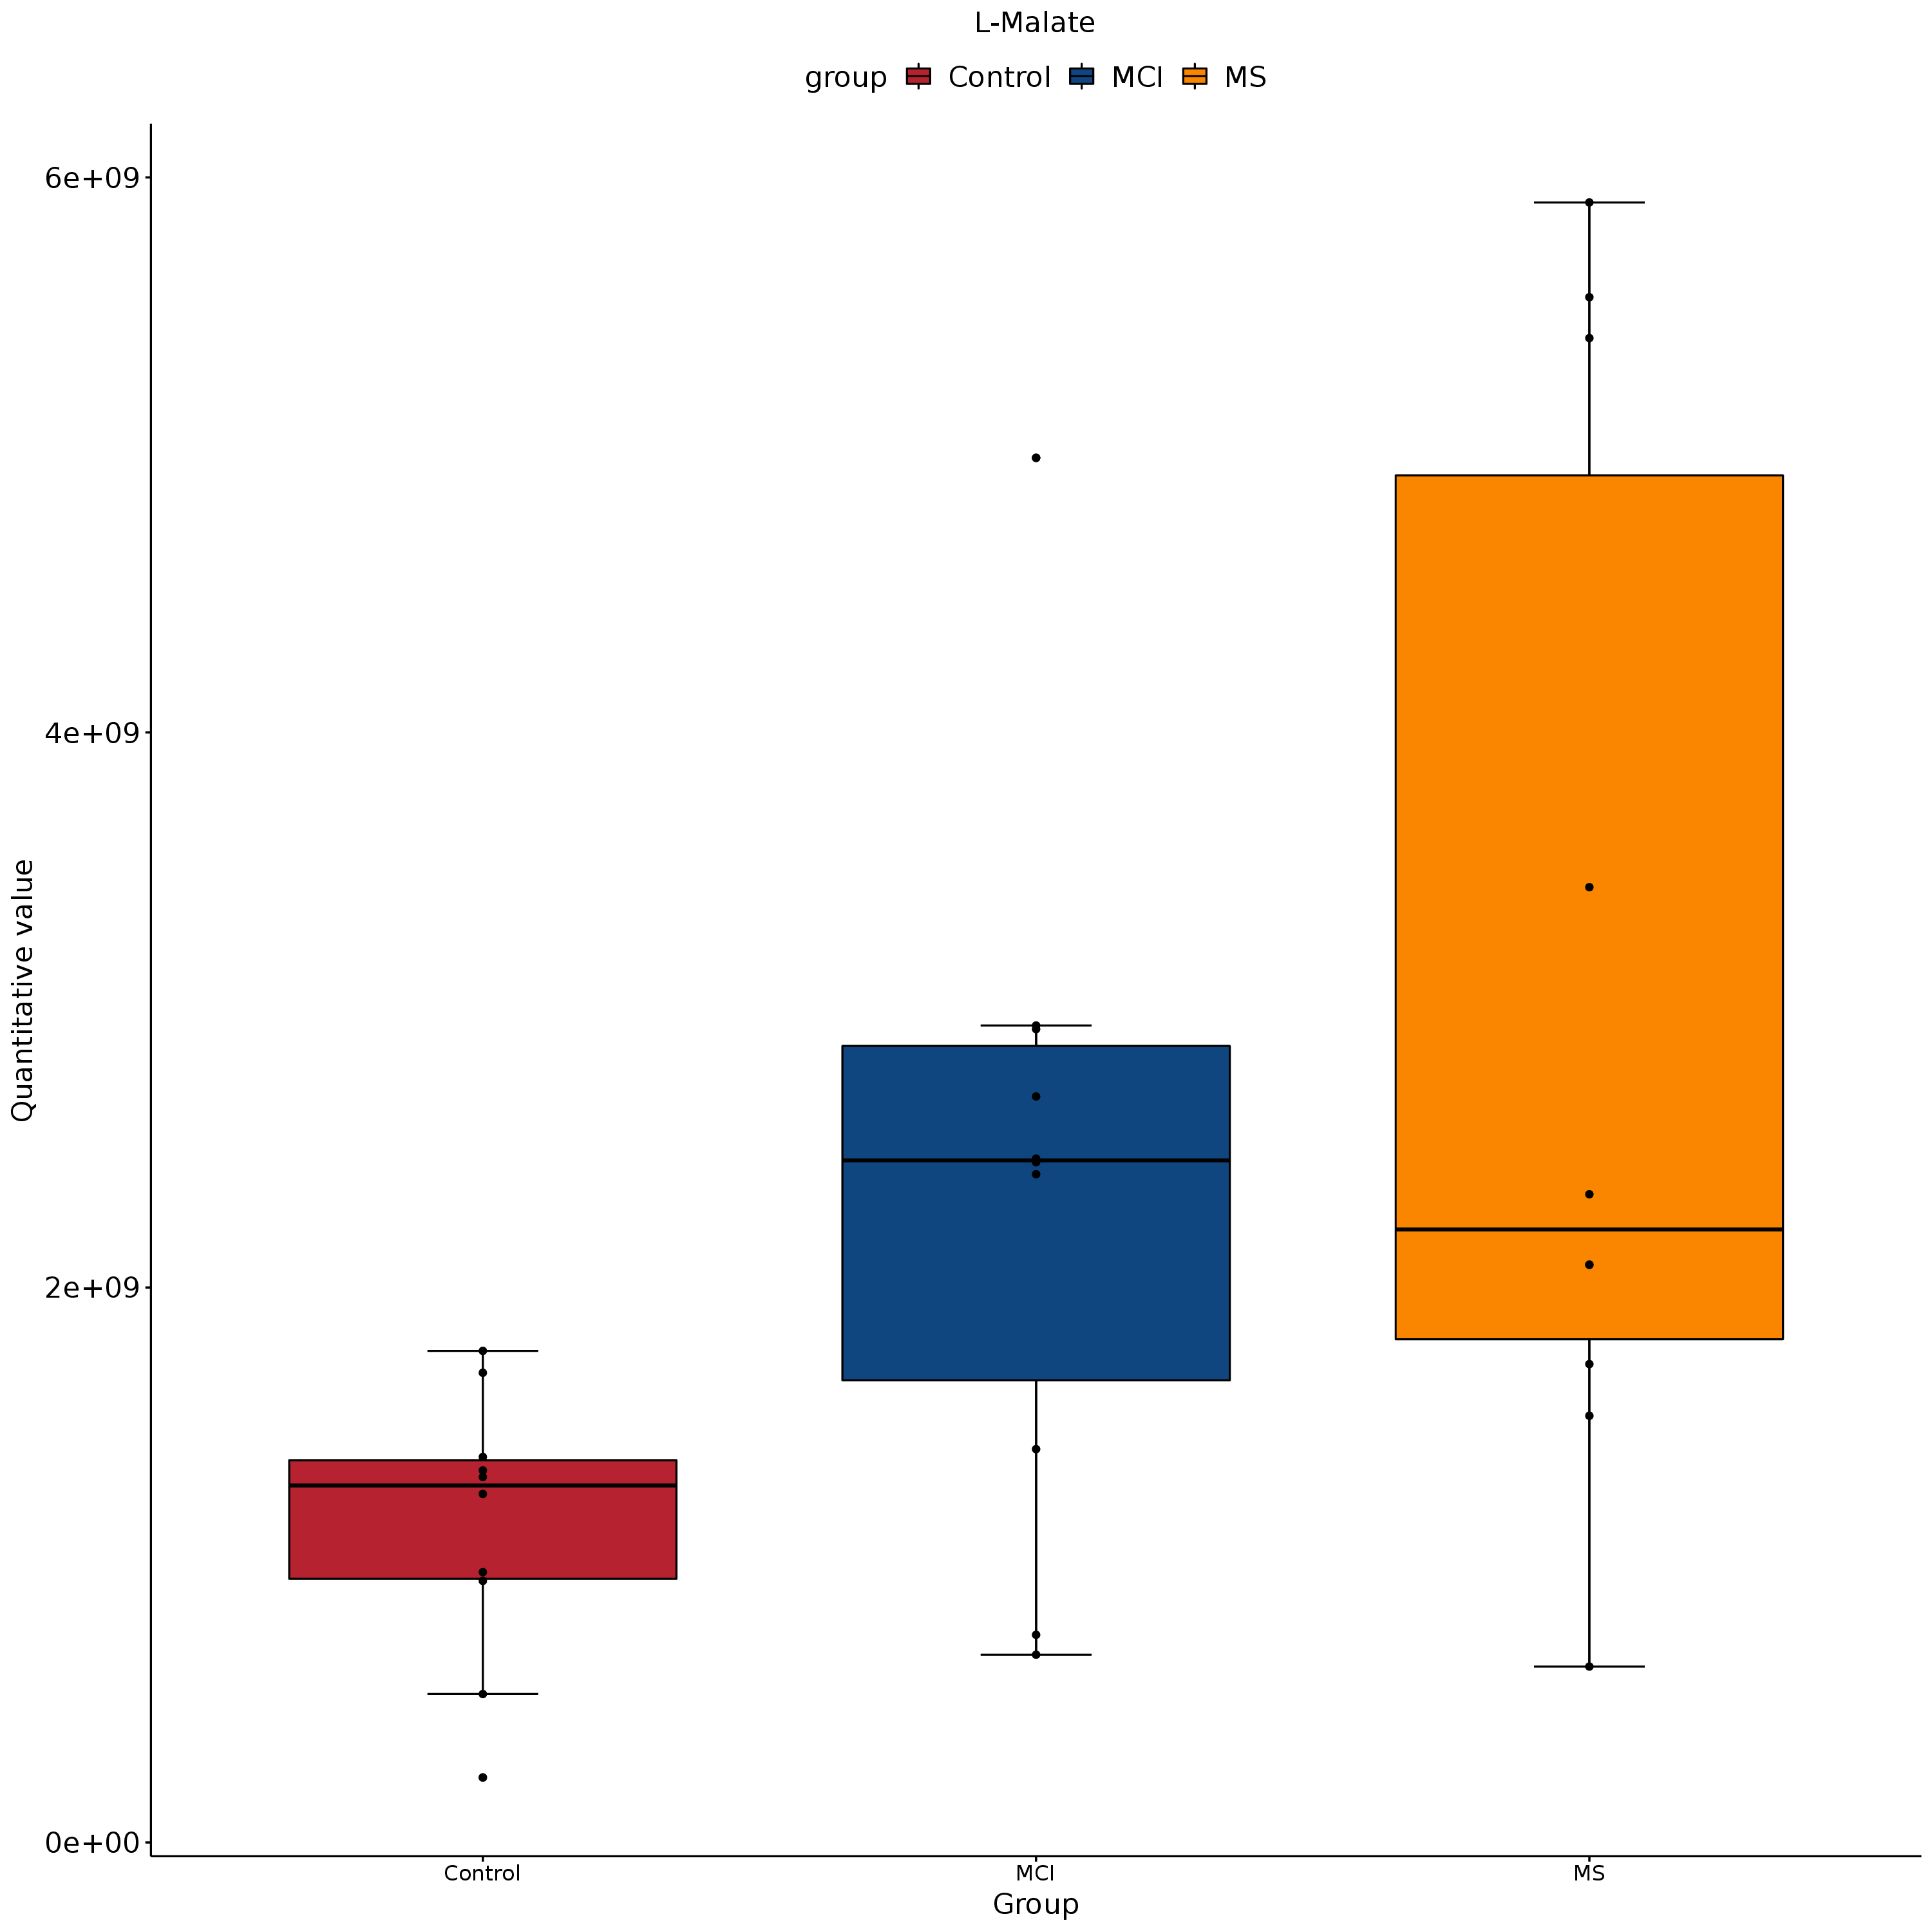 L-Malate
group Control MCI MS
6e+09
4e+09
2e+09
0e+00
Quantitative value
Control MCI MS
Group